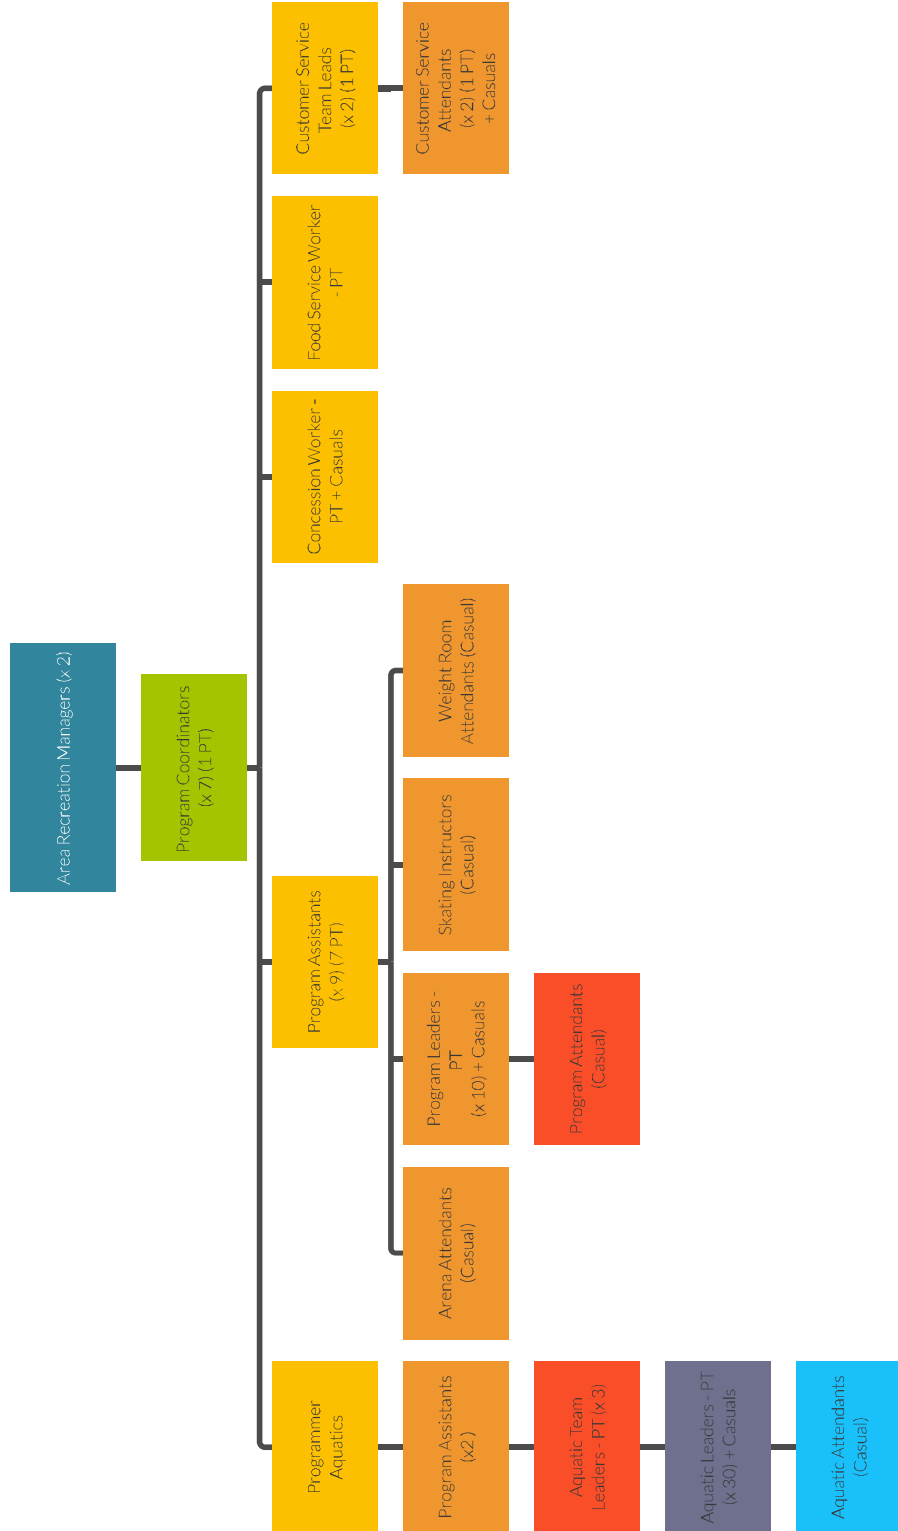 Area Recreation Managers (x 2)
Program Coordinators
(x 7) (1 PT)
Programmer
Aquatics
Program Assistants
(x 9) (7 PT)
Concession Worker -
PT + Casuals
Food Service Worker
- PT
Customer Service
Team Leads
(x 2) (1 PT)
Program Assistants
(x2 )
Arena Attendants
(Casual)
Program Leaders -
PT
(x 10) + Casuals
Skating Instructors
(Casual)
Weight Room
Attendants (Casual)
Customer Service
Attendants
(x 2) (1 PT)
+ Casuals
Aquatic Team
Leaders - PT (x 3)
Program Attendants
(Casual)
Aquatic Leaders - PT
(x 30) + Casuals
Aquatic Attendants
(Casual)